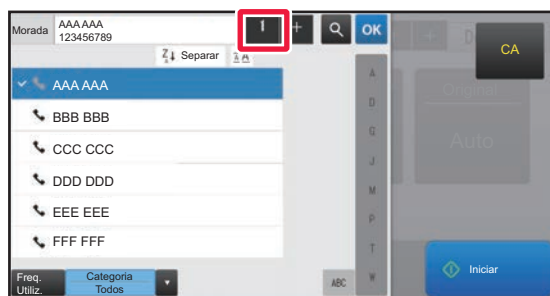 Morada AAA AAA 1 + OK
123456789
CA
Separar
AAA AAA
BBB BBB
CCC CCC
DDD DDD
EEE EEE
FFF FFF
A
D
G
J
M
P
T
W
Original
Auto
Freq.
Utiliz.
Categoria
Todos
ABC
Iniciar